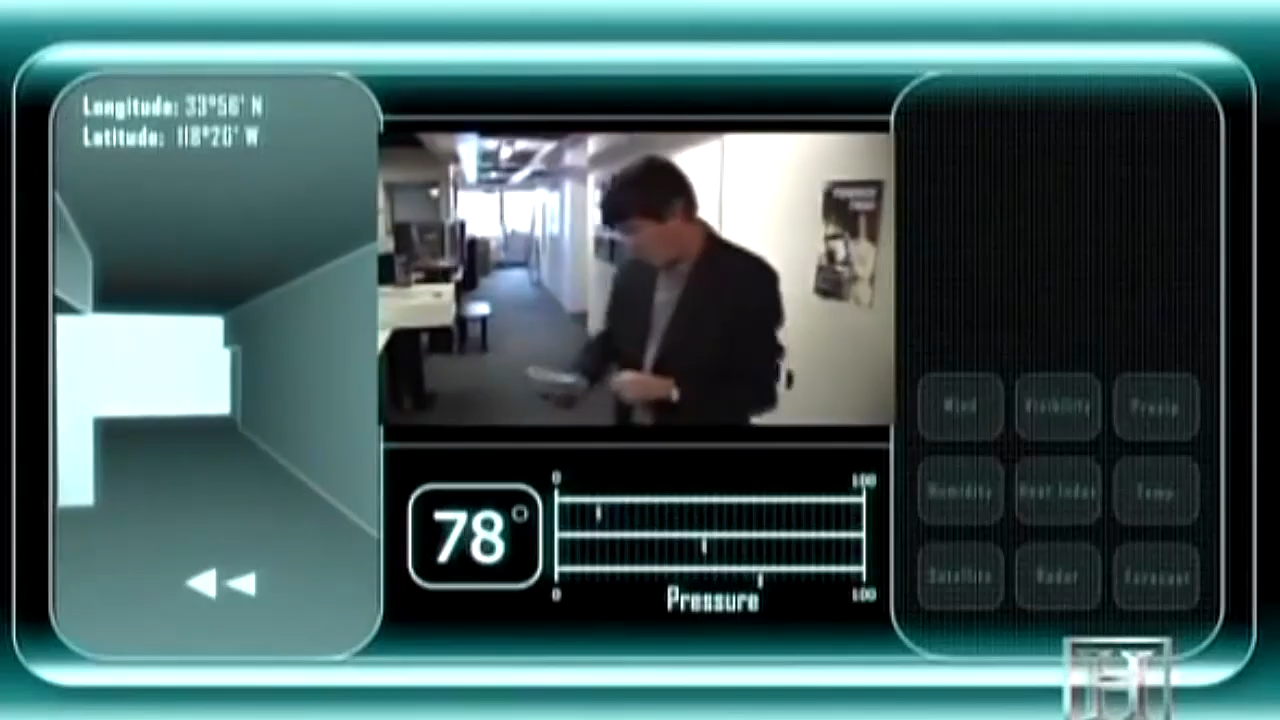 Longitude: 33°56' N
Latitude: 118°20' W
0 100
78°
0 100
Pressure
Wind Visibility Precip
Humidity Heat Index Temp
Satellite Radar Forecast
H